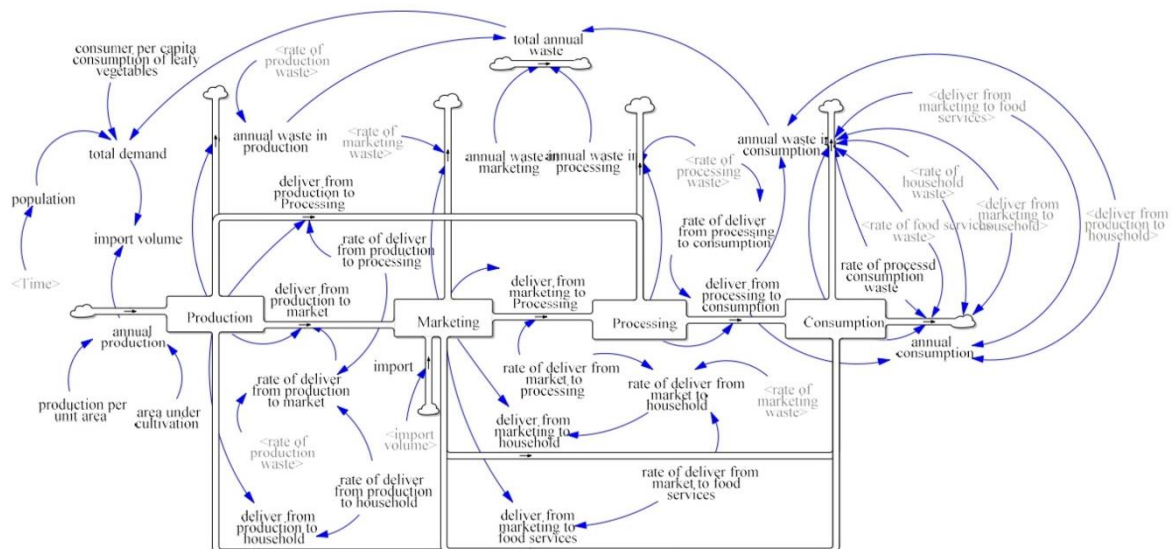 total annual
waste
consumer per capita
consumption of leafy
vegetables
<rate of
production
waste>
<deliver from
marketing to food
services>
annual waste in
production
<rate of
marketing
waste>
annual waste in
marketing
annual waste in
processing
<rate of
processing
waste>
annual waste in
consumption
<rate of
household
waste>
total demand
population
deliver from
production to
Processing
import volume
rate of deliver
from production
to processing
rate of deliver
from processing
to consumption
<rate of food services
waste>
<deliver from
marketing to
household>
<deliver from
production to
household>
<Time>
deliver from
production to
market
deliver from
marketing to
Processing
deliver from
processing to
consumption
rate of processd
consumption
waste
Production
Marketing
Processing
Consumption
annual
production
annual
consumption
import
production per
unit area
area under
cultivation
rate of deliver
from production
to market
rate of deliver from
market to
processing
rate of deliver from
market to
household
<rate of
marketing
waste>
<rate of
production
waste>
<import
volume>
deliver from
marketing to
household
rate of deliver
from production
to household
rate of deliver from
market to food
services
deliver from
production to
household
deliver from
marketing to
food services